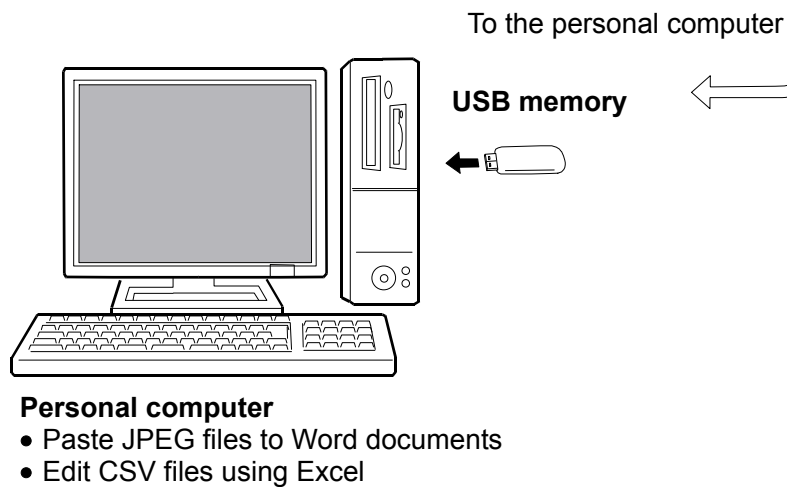 To the personal computer
USB memory
Personal computer
• Paste JPEG files to Word documents
• Edit CSV files using Excel